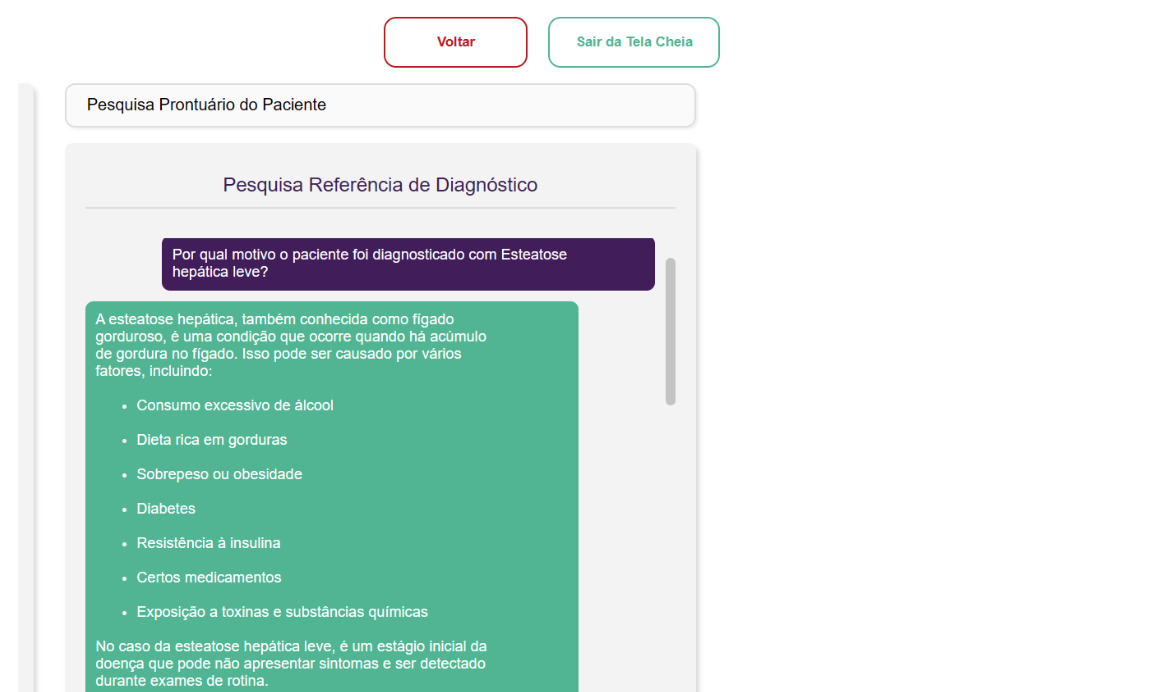 Voltar
Sair da Tela Cheia
Pesquisa Prontuário do Paciente
Pesquisa Referência de Diagnóstico
Por qual motivo o paciente foi diagnosticado com Esteatose
hepática leve?
A esteatose hepática, também conhecida como fígado
gorduroso, é uma condição que ocorre quando há acúmulo
de gordura no fígado. Isso pode ser causado por vários
fatores, incluindo:
• Consumo excessivo de álcool
• Dieta rica em gorduras
• Sobrepeso ou obesidade
• Diabetes
• Resistência à insulina
• Certos medicamentos
• Exposição a toxinas e substâncias químicas
No caso da esteatose hepática leve, é um estágio inicial da
doença que pode não apresentar sintomas e ser detectado
durante exames de rotina.